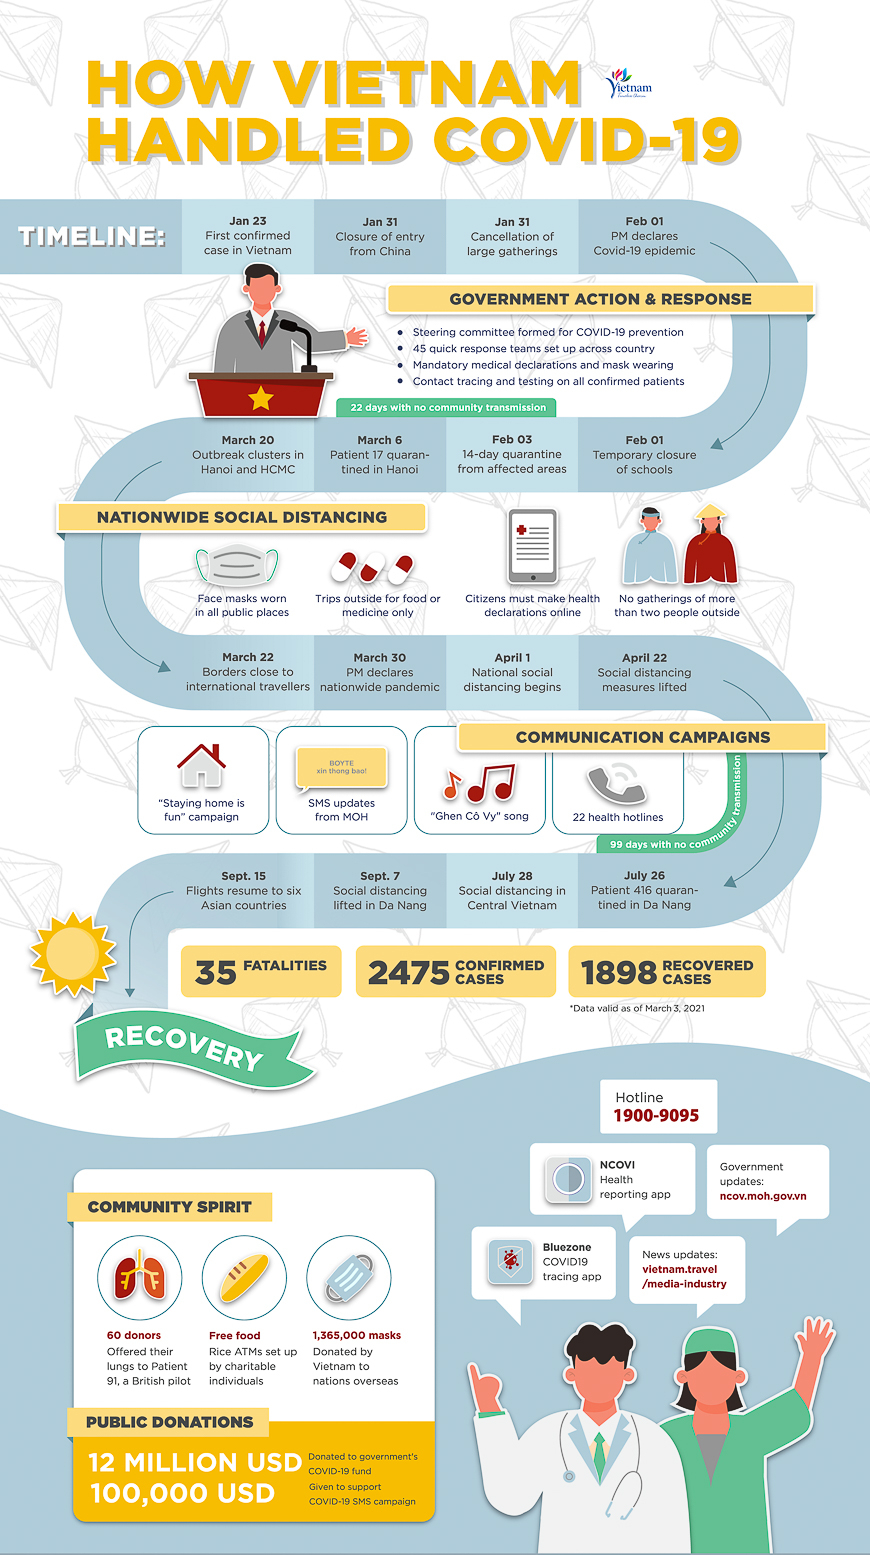 HOW VIETNAM
HANDLED COVID-19
Vietnam
TIMELINE:
Jan 23
First confirmed
case in Vietnam
Jan 31
Closure of entry
from China
Jan 31
Cancellation of
large gatherings
Feb 01
PM declares
Covid-19 epidemic
GOVERNMENT ACTION & RESPONSE
• Steering committee formed for COVID-19 prevention
• 45 quick response teams set up across country
• Mandatory medical declarations and mask wearing
• Contact tracing and testing on all confirmed patients
22 days with no community transmission
March 20
Outbreak clusters in
Hanoi and HCMC
March 6
Patient 17 quaran-
tined in Hanoi
Feb 03
14-day quarantine
from affected areas
Feb 01
Temporary closure
of schools
NATIONWIDE SOCIAL DISTANCING
Face masks worn
in all public places
Trips outside for food or
medicine only
Citizens must make health
declarations online
No gatherings of more
than two people outside
March 22
Borders close to
international travellers
March 30
PM declares
nationwide pandemic
April 1
National social
distancing begins
April 22
Social distancing
measures lifted
COMMUNICATION CAMPAIGNS
"Staying home is
fun" campaign
BOYTE
xin thong bao!
SMS updates
from MOH
"Ghen Cô Vy" song
22 health hotlines
99 days with no community transmission
Sept. 15
Flights resume to six
Asian countries
Sept. 7
Social distancing
lifted in Da Nang
July 28
Social distancing in
Central Vietnam
July 26
Patient 416 quaran-
tined in Da Nang
35 FATALITIES
2475 CONFIRMED
CASES
1898 RECOVERED
CASES
*Data valid as of March 3, 2021
RECOVERY
Hotline
1900-9095
NCOVI
Health
reporting app
Government
updates:
ncov.moh.gov.vn
Bluezone
COVID19
tracing app
News updates:
vietnam.travel
/media-industry
COMMUNITY SPIRIT
60 donors
Offered their
lungs to Patient
91, a British pilot
Free food
Rice ATMs set up
by charitable
individuals
1,365,000 masks
Donated by
Vietnam to
nations overseas
PUBLIC DONATIONS
12 MILLION USD
Donated to government's
COVID-19 fund
100,000 USD
Given to support
COVID-19 SMS campaign